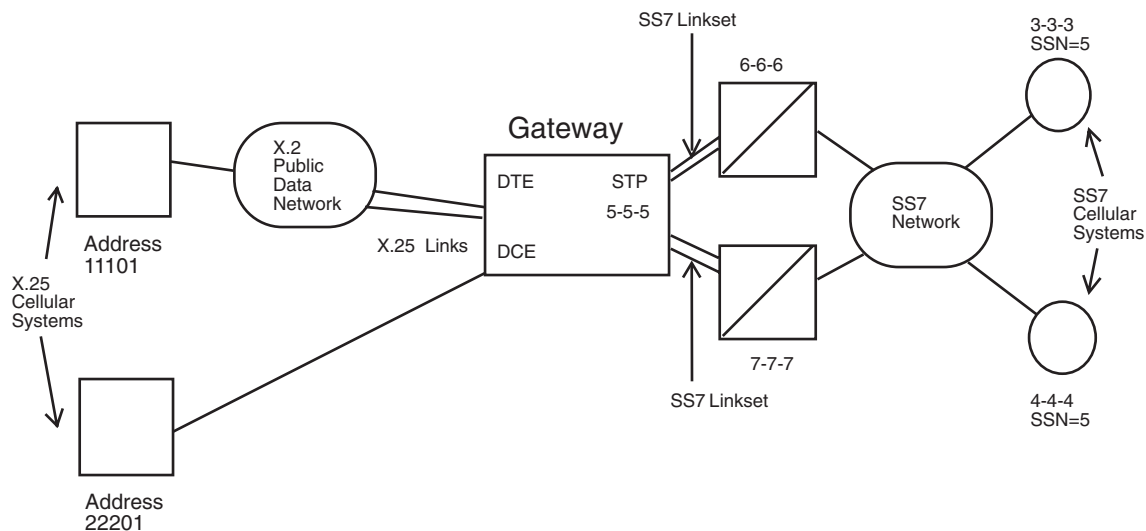 SS7 Linkset
3-3-3
SSN=5
6-6-6
Gateway
X.2
Public
Data
Network
DTE
STP
5-5-5
SS7
Network
SS7
Cellular
Systems
Address
11101
X.25 Links
DCE
X.25
Cellular
Systems
7-7-7
SS7 Linkset
4-4-4
SSN=5
Address
22201